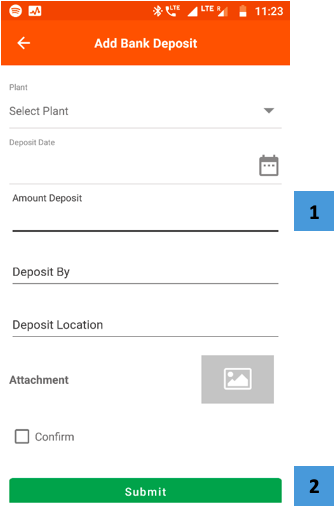 LTE LTE 11:23
Add Bank Deposit
Plant
Select Plant
Deposit Date
Amount Deposit
1
Deposit By
Deposit Location
Attachment
Confirm
Submit
2